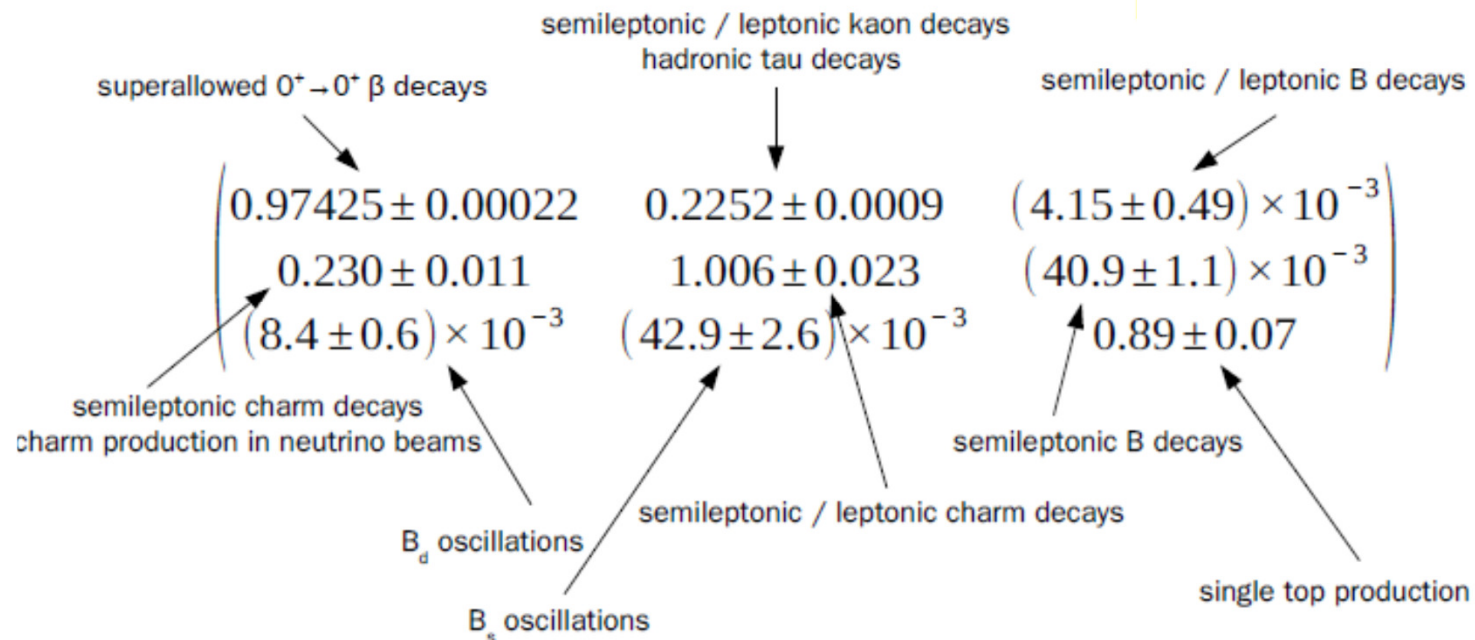 semileptonic / leptonic kaon decays
hadronic tau decays
superallowed 0⁺→0⁺ β decays
semileptonic / leptonic B decays
0.97425 ± 0.00022 0.2252 ± 0.0009 (4.15 ± 0.49) × 10⁻³
0.230 ± 0.011 1.006 ± 0.023 (40.9 ± 1.1) × 10⁻³
(8.4 ± 0.6) × 10⁻³ (42.9 ± 2.6) × 10⁻³ 0.89 ± 0.07
semileptonic charm decays
charm production in neutrino beams
semileptonic B decays
semileptonic / leptonic charm decays
B_d oscillations
single top production
B_s oscillations